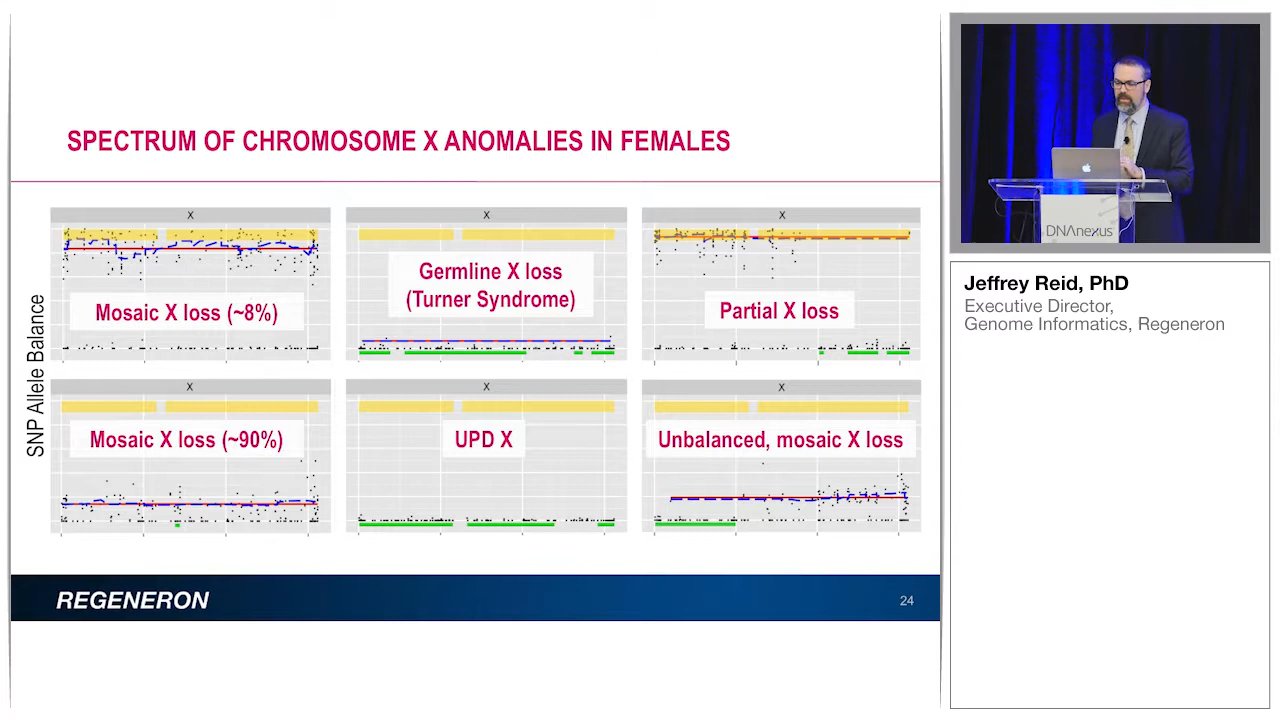 SPECTRUM OF CHROMOSOME X ANOMALIES IN FEMALES
SNP Allele Balance
X
Mosaic X loss (~8%)
X
Germline X loss
(Turner Syndrome)
X
Partial X loss
X
Mosaic X loss (~90%)
X
UPD X
X
Unbalanced, mosaic X loss
REGENERON
24
DNAnexus
Jeffrey Reid, PhD
Executive Director,
Genome Informatics, Regeneron